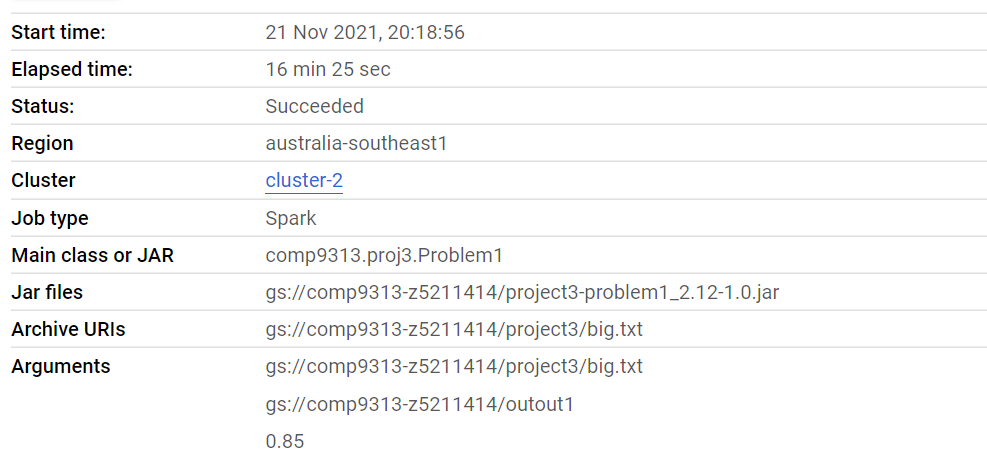 Start time: 21 Nov 2021, 20:18:56
Elapsed time: 16 min 25 sec
Status: Succeeded
Region australia-southeast1
Cluster cluster-2
Job type Spark
Main class or JAR comp9313.proj3.Problem1
Jar files gs://comp9313-z5211414/project3-problem1_2.12-1.0.jar
Archive URIs gs://comp9313-z5211414/project3/big.txt
Arguments gs://comp9313-z5211414/project3/big.txt
gs://comp9313-z5211414/outout1
0.85